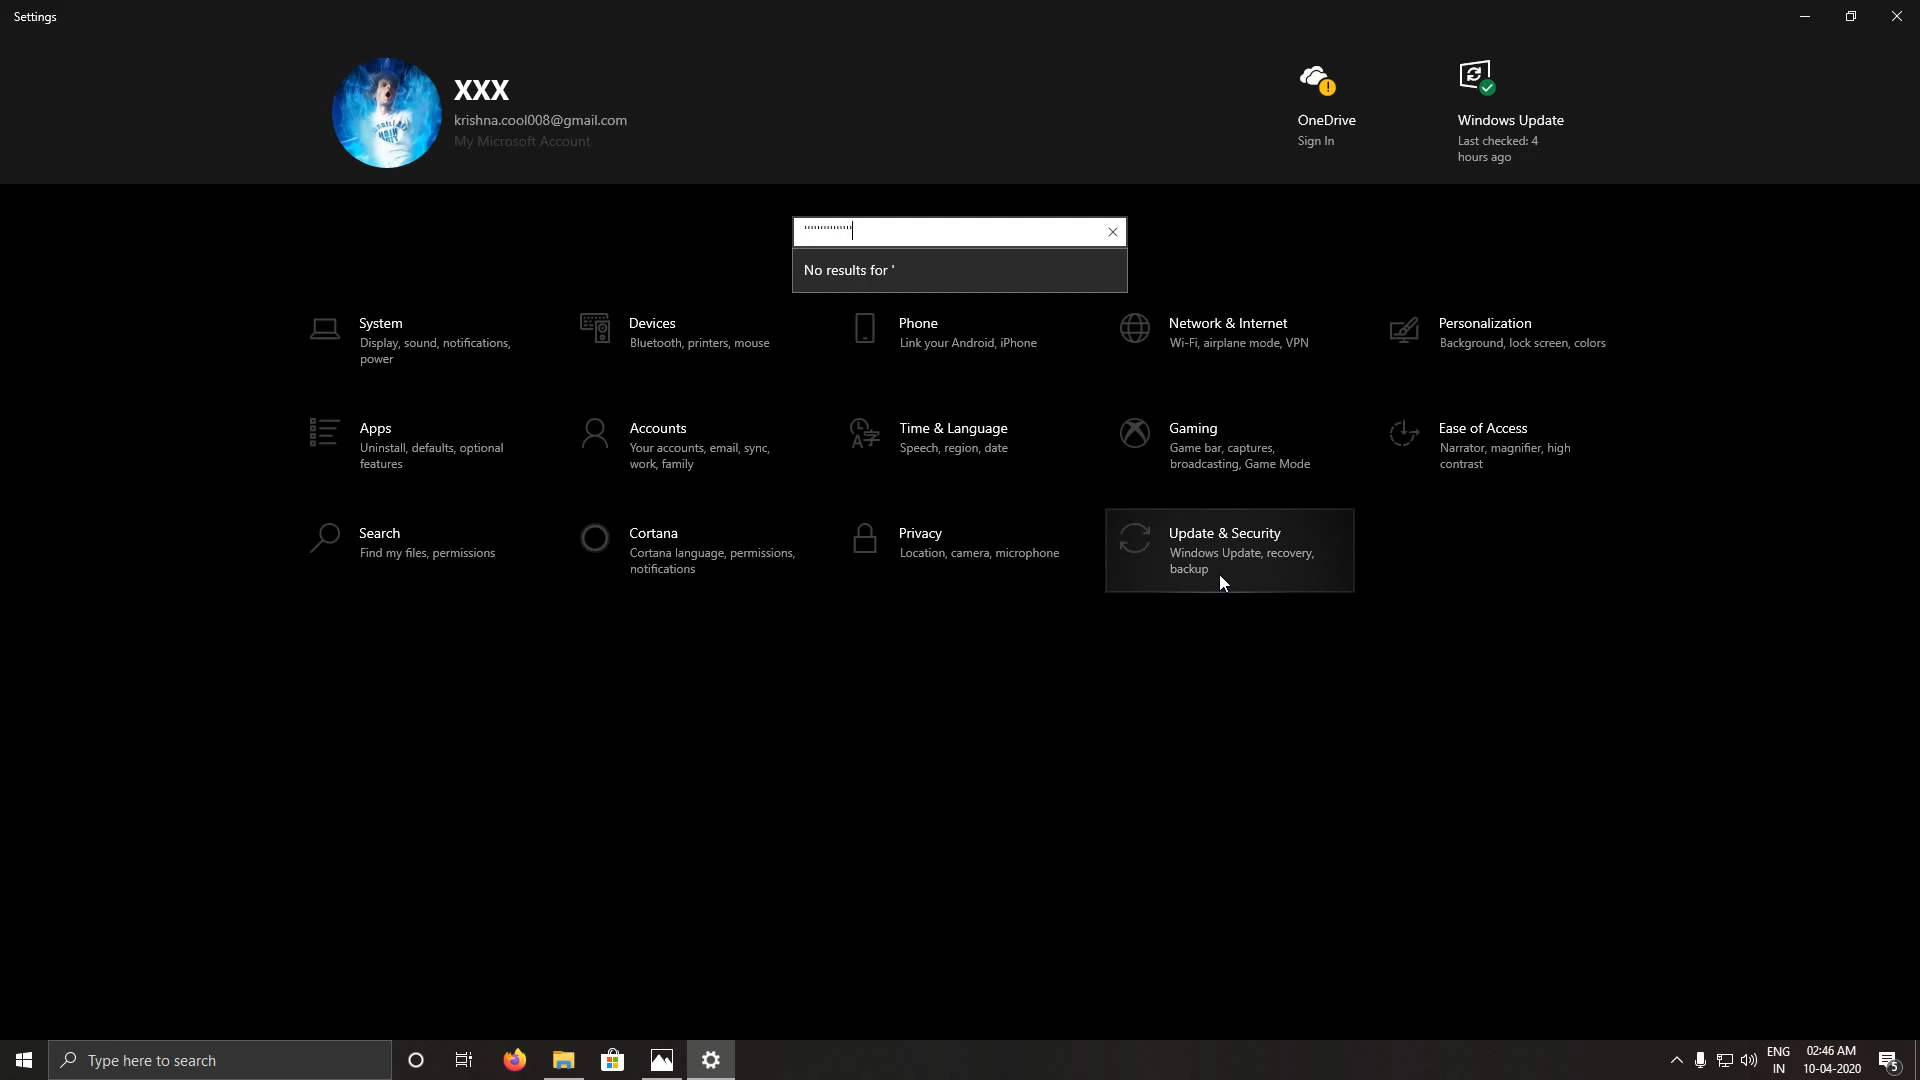 Settings
XXX
krishna.cool008@gmail.com
My Microsoft Account
OneDrive
Sign In
Windows Update
Last checked: 4
hours ago
No results for '
System
Display, sound, notifications,
power
Devices
Bluetooth, printers, mouse
Phone
Link your Android, iPhone
Network & Internet
Wi-Fi, airplane mode, VPN
Personalization
Background, lock screen, colors
Apps
Uninstall, defaults, optional
features
Accounts
Your accounts, email, sync,
work, family
Time & Language
Speech, region, date
Gaming
Game bar, captures,
broadcasting, Game Mode
Ease of Access
Narrator, magnifier, high
contrast
Search
Find my files, permissions
Cortana
Cortana language, permissions,
notifications
Privacy
Location, camera, microphone
Update & Security
Windows Update, recovery,
backup
Type here to search
ENG
IN
02:46 AM
10-04-2020
5